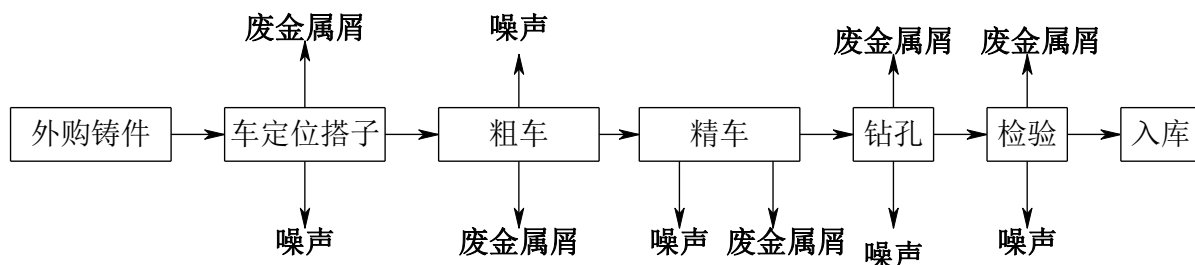 废金属屑
噪声
废金属屑
废金属屑
外购铸件
车定位搭子
粗车
精车
钻孔
检验
入库
噪声
废金属屑
噪声
废金属屑
噪声
噪声